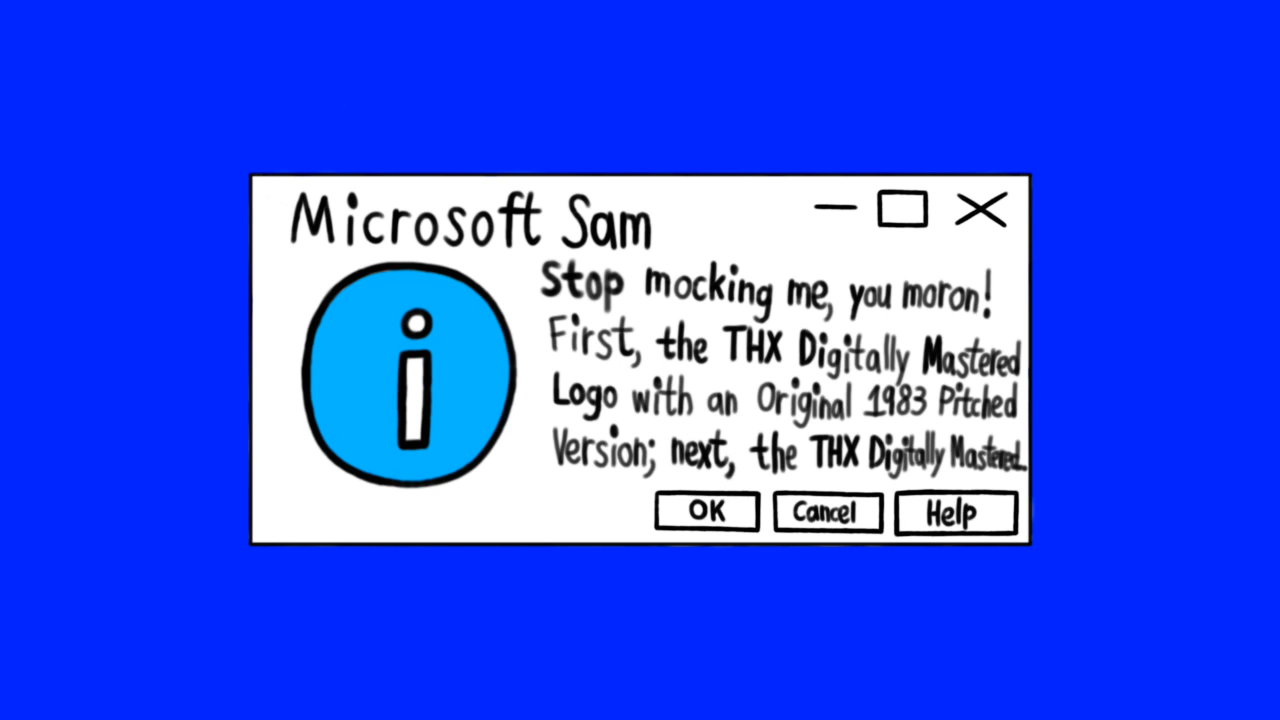 Microsoft Sam
Stop mocking me, you moron!
First, the THX Digitally Mastered
Logo with an Original 1983 Pitched
Version; next, the THX Digitally Mastered...
OK
Cancel
Help